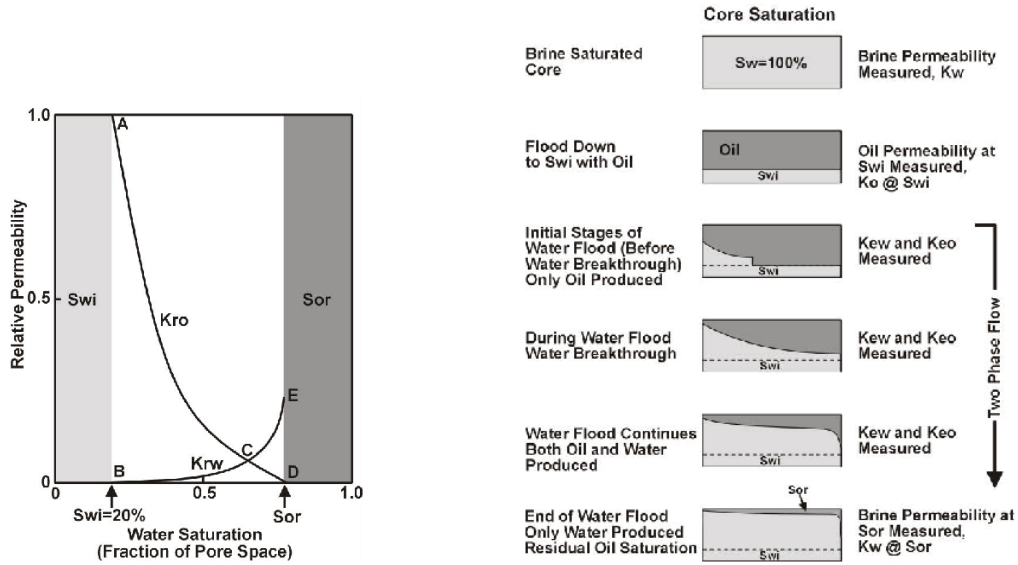 1.0
A
Relative Permeability
0.5
Swi
Kro
Sor
E
C
Krw
B
D
0
0
0.5
1.0
Swi=20%
Sor
Water Saturation
(Fraction of Pore Space)
Core Saturation
Brine Saturated
Core
Sw=100%
Brine Permeability
Measured, Kw
Flood Down
to Swi with Oil
Oil
Swi
Oil Permeability at
Swi Measured,
Ko @ Swi
Initial Stages of
Water Flood (Before
Water Breakthrough)
Only Oil Produced
Swi
Kew and Keo
Measured
During Water Flood
Water Breakthrough
Swi
Kew and Keo
Measured
Water Flood Continues
Both Oil and Water
Produced
Swi
Kew and Keo
Measured
Two Phase Flow
End of Water Flood
Only Water Produced
Residual Oil Saturation
Sor
Swi
Brine Permeability at
Sor Measured,
Kw @ Sor